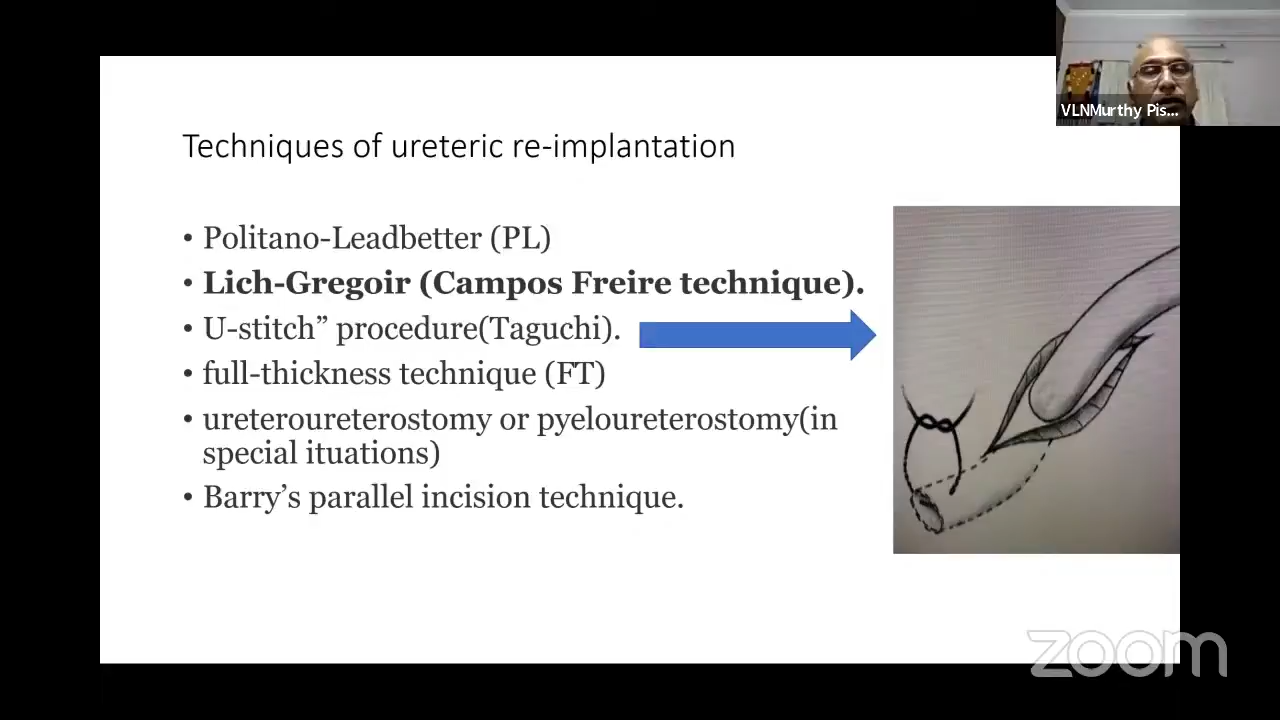 VLNMurthy Pis...
Techniques of ureteric re-implantation
• Politano-Leadbetter (PL)
• Lich-Gregoir (Campos Freire technique).
• U-stitch” procedure(Taguchi).
• full-thickness technique (FT)
• ureteroureterostomy or pyeloureterostomy(in
special ituations)
• Barry’s parallel incision technique.
zoom